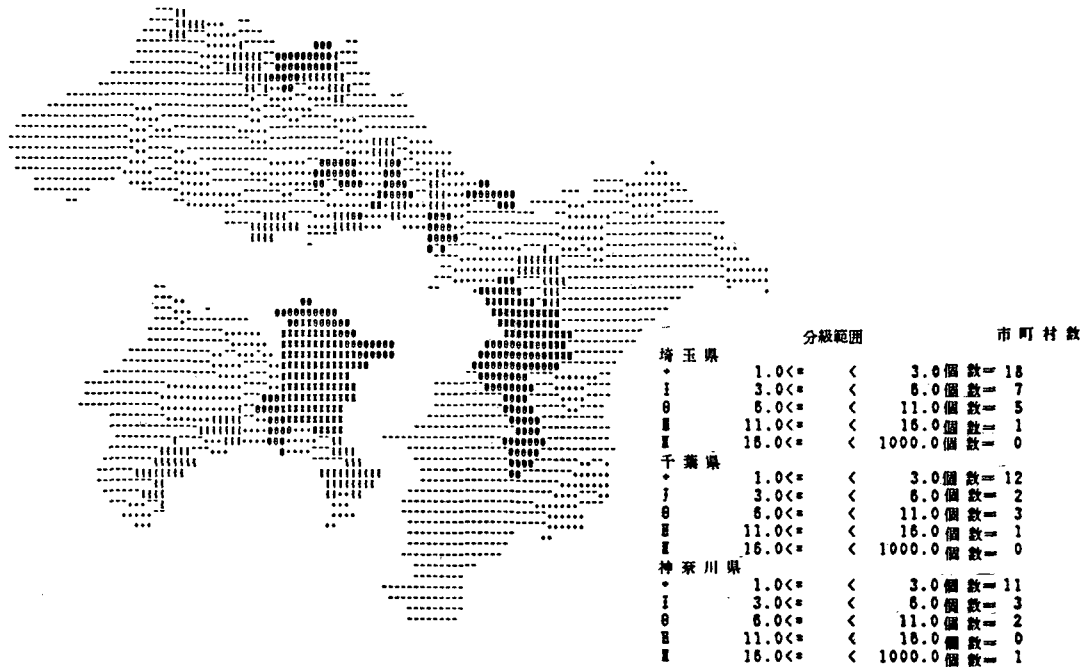 分級範囲 市町村数
埼玉県
+ 1.0<= < 3.0個数= 18
I 3.0<= < 6.0個数= 7
θ 6.0<= < 11.0個数= 5
11.0<= < 16.0個数= 1
16.0<= < 1000.0個数= 0
千葉県
+ 1.0<= < 3.0個数= 12
I 3.0<= < 6.0個数= 2
θ 6.0<= < 11.0個数= 3
11.0<= < 16.0個数= 1
16.0<= < 1000.0個数= 0
神奈川県
+ 1.0<= < 3.0個数= 11
I 3.0<= < 6.0個数= 3
θ 6.0<= < 11.0個数= 2
11.0<= < 16.0個数= 0
16.0<= < 1000.0個数= 1